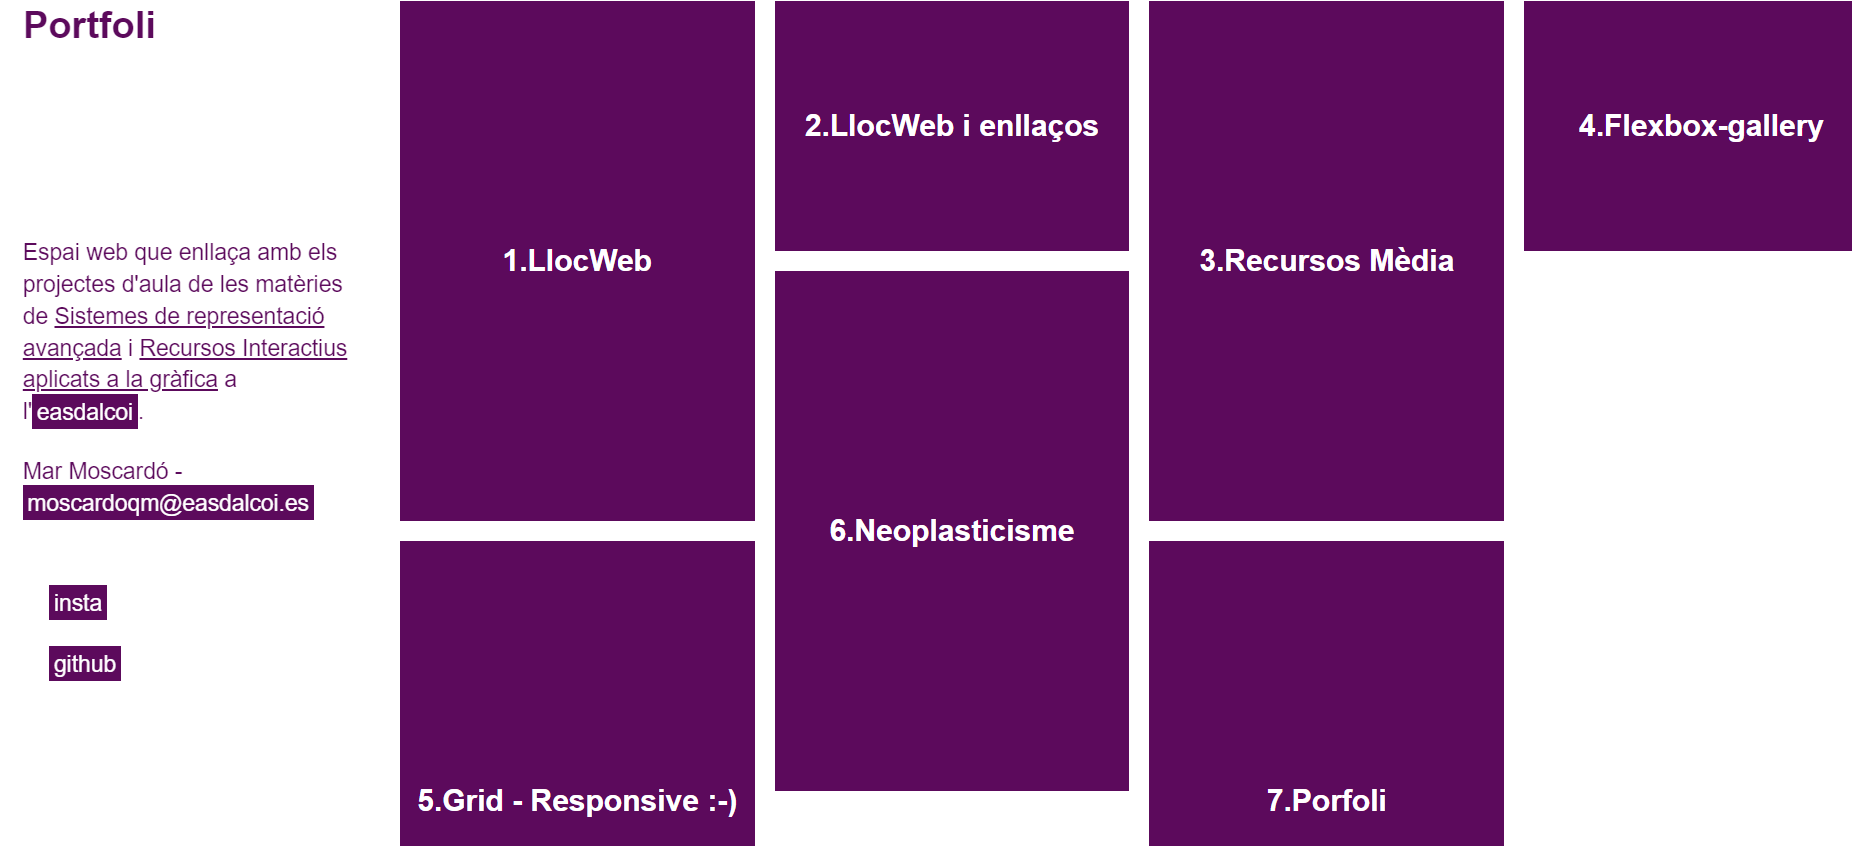 Portfoli
Espai web que enllaça amb els
projectes d'aula de les matèries
de Sistemes de representació
avançada i Recursos Interactius
aplicats a la gràfica a
l'easdalcoi.
Mar Moscardó -
moscardoqm@easdalcoi.es
insta
github
1.LlocWeb
2.LlocWeb i enllaços
3.Recursos Mèdia
4.Flexbox-gallery
5.Grid - Responsive :-)
6.Neoplasticisme
7.Porfoli